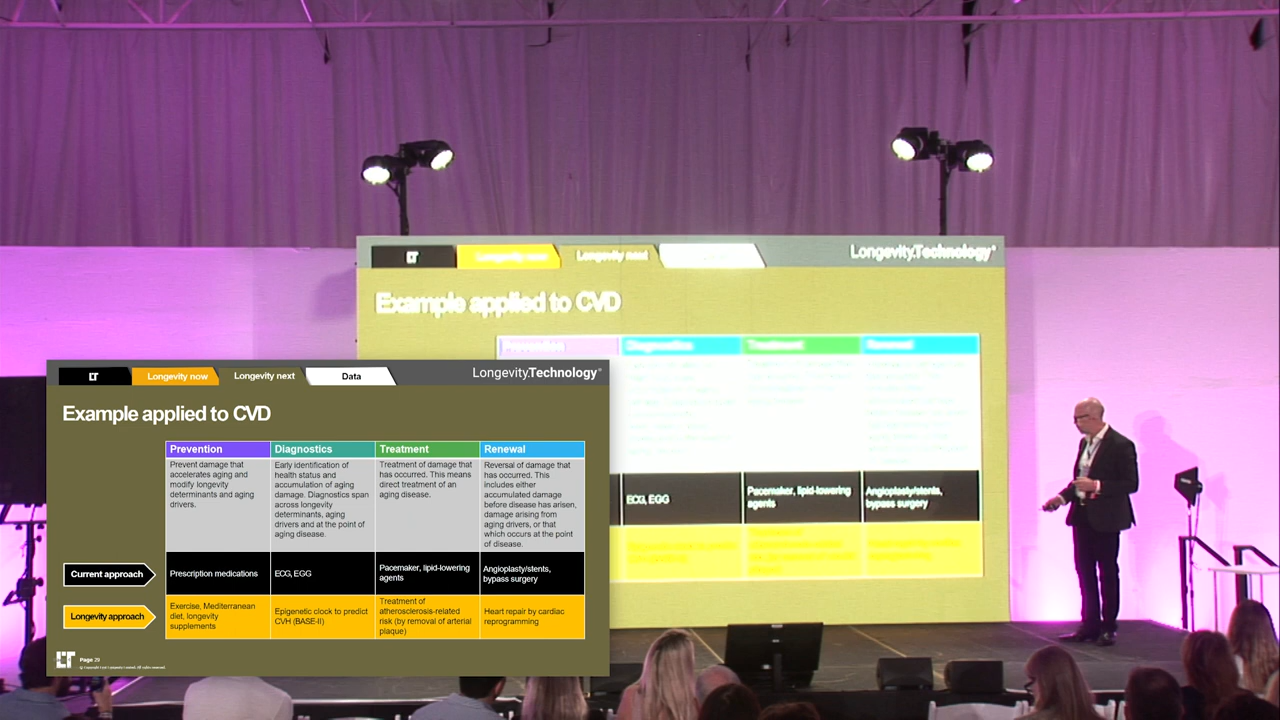 LT
Longevity next
Longevity.Technology
Example applied to CVD
Diagnostics
Treatment
Renewal
ECG, EGG
Pacemaker, lipid-lowering
agents
Angioplasty/stents,
bypass surgery
LT
Longevity now
Longevity next
Data
Longevity.Technology
Example applied to CVD
Prevention
Diagnostics
Treatment
Renewal
Prevent damage that
accelerates aging and
modify longevity
determinants and aging
drivers.
Early identification of
health status and
accumulation of aging
damage. Diagnostics span
across longevity
determinants, aging
drivers and at the point of
aging disease.
Treatment of damage that
has occurred. This means
direct treatment of an
aging disease.
Reversal of damage that
has occurred. This
includes either
accumulated damage
before disease has arisen,
damage arising from
aging drivers, or that
which occurs at the point
of disease.
Current approach
Prescription medications
ECG, EGG
Pacemaker, lipid-lowering
agents
Angioplasty/stents,
bypass surgery
Longevity approach
Exercise, Mediterranean
diet, longevity
supplements
Epigenetic clock to predict
CVH (BASE-II)
Treatment of
atherosclerosis-related
risk (by removal of arterial
plaque)
Heart repair by cardiac
reprogramming
LT
Page 20